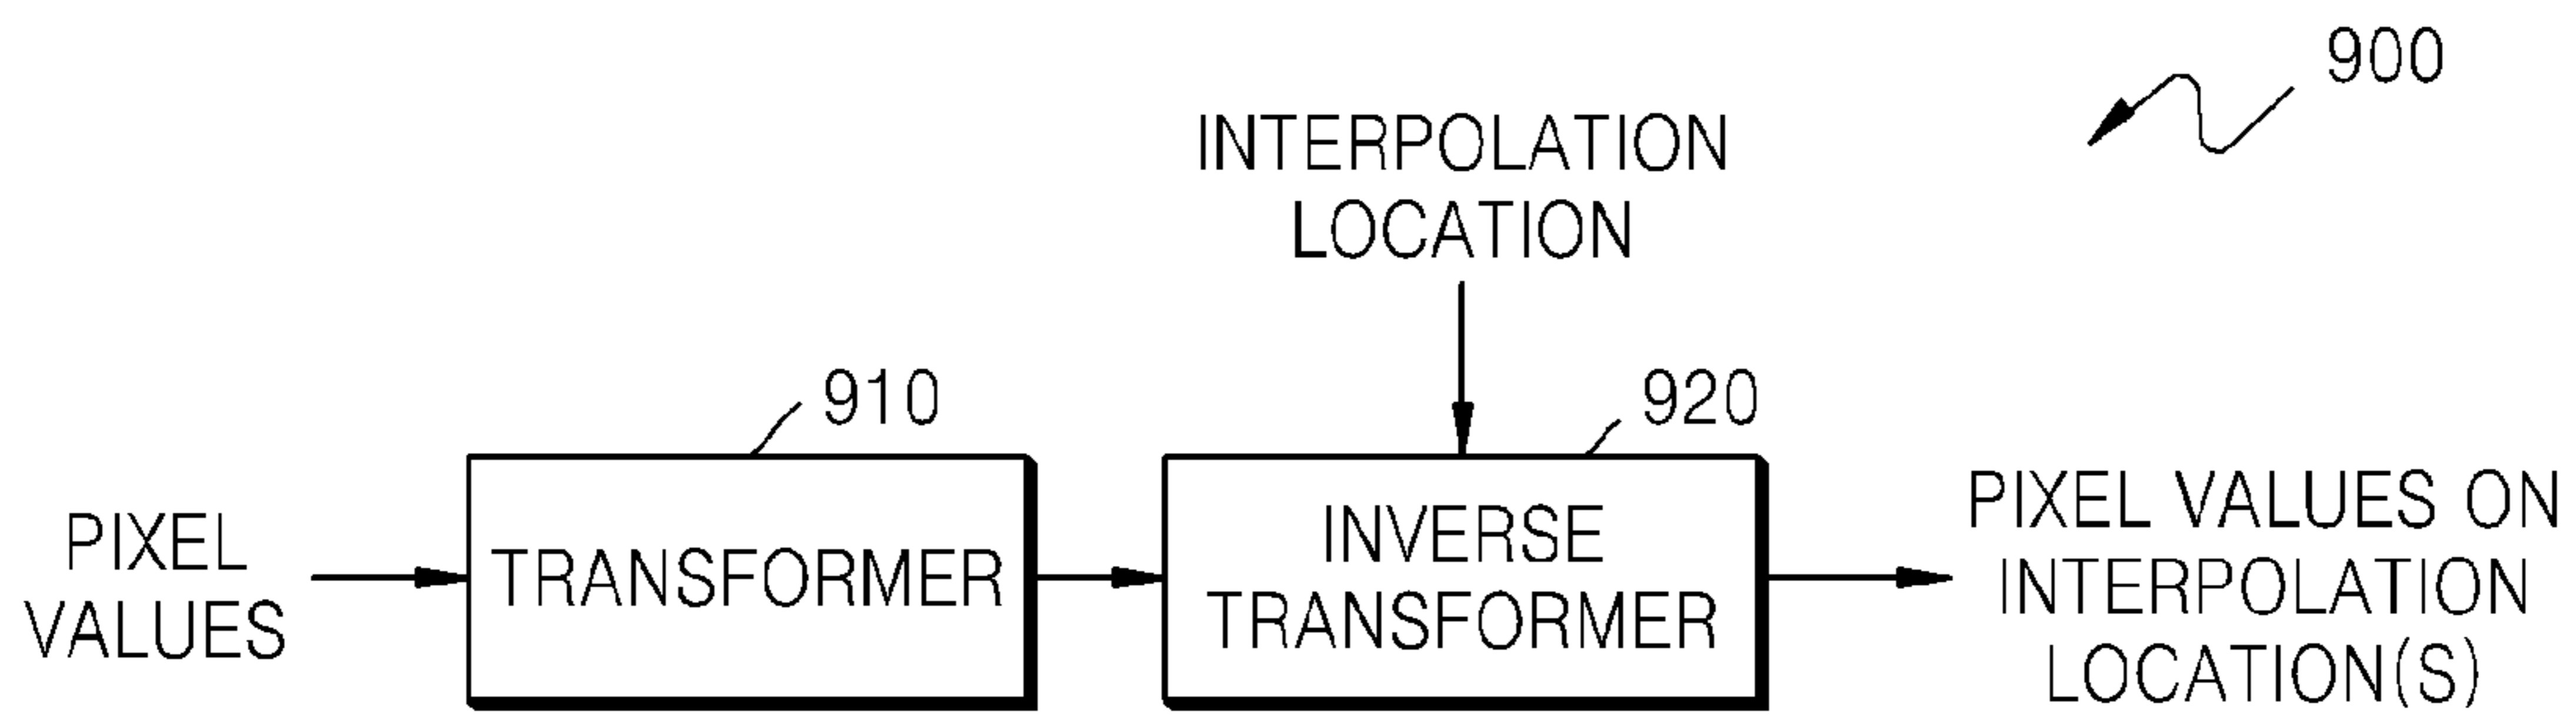 900
INTERPOLATION
LOCATION
910
920
PIXEL
VALUES
TRANSFORMER
INVERSE
TRANSFORMER
PIXEL VALUES ON
INTERPOLATION
LOCATION(S)